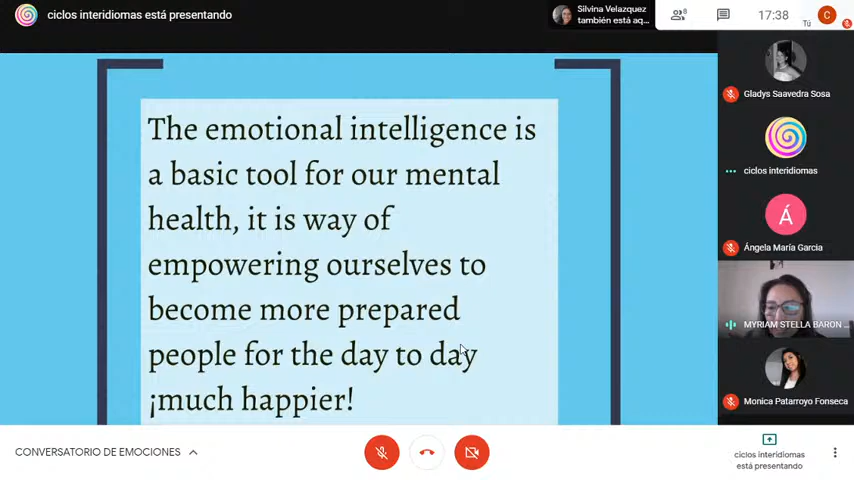 ciclos interidiomas está presentando
Silvina Velazquez
también está aq...
8
17:38
C
Tú
The emotional intelligence is
a basic tool for our mental
health, it is way of
empowering ourselves to
become more prepared
people for the day to day
¡much happier!
Gladys Saavedra Sosa
ciclos interidiomas
Á
Ángela María Garcia
MYRIAM STELLA BARON ...
Monica Patarroyo Fonseca
CONVERSATORIO DE EMOCIONES
ciclos interidiomas
está presentando